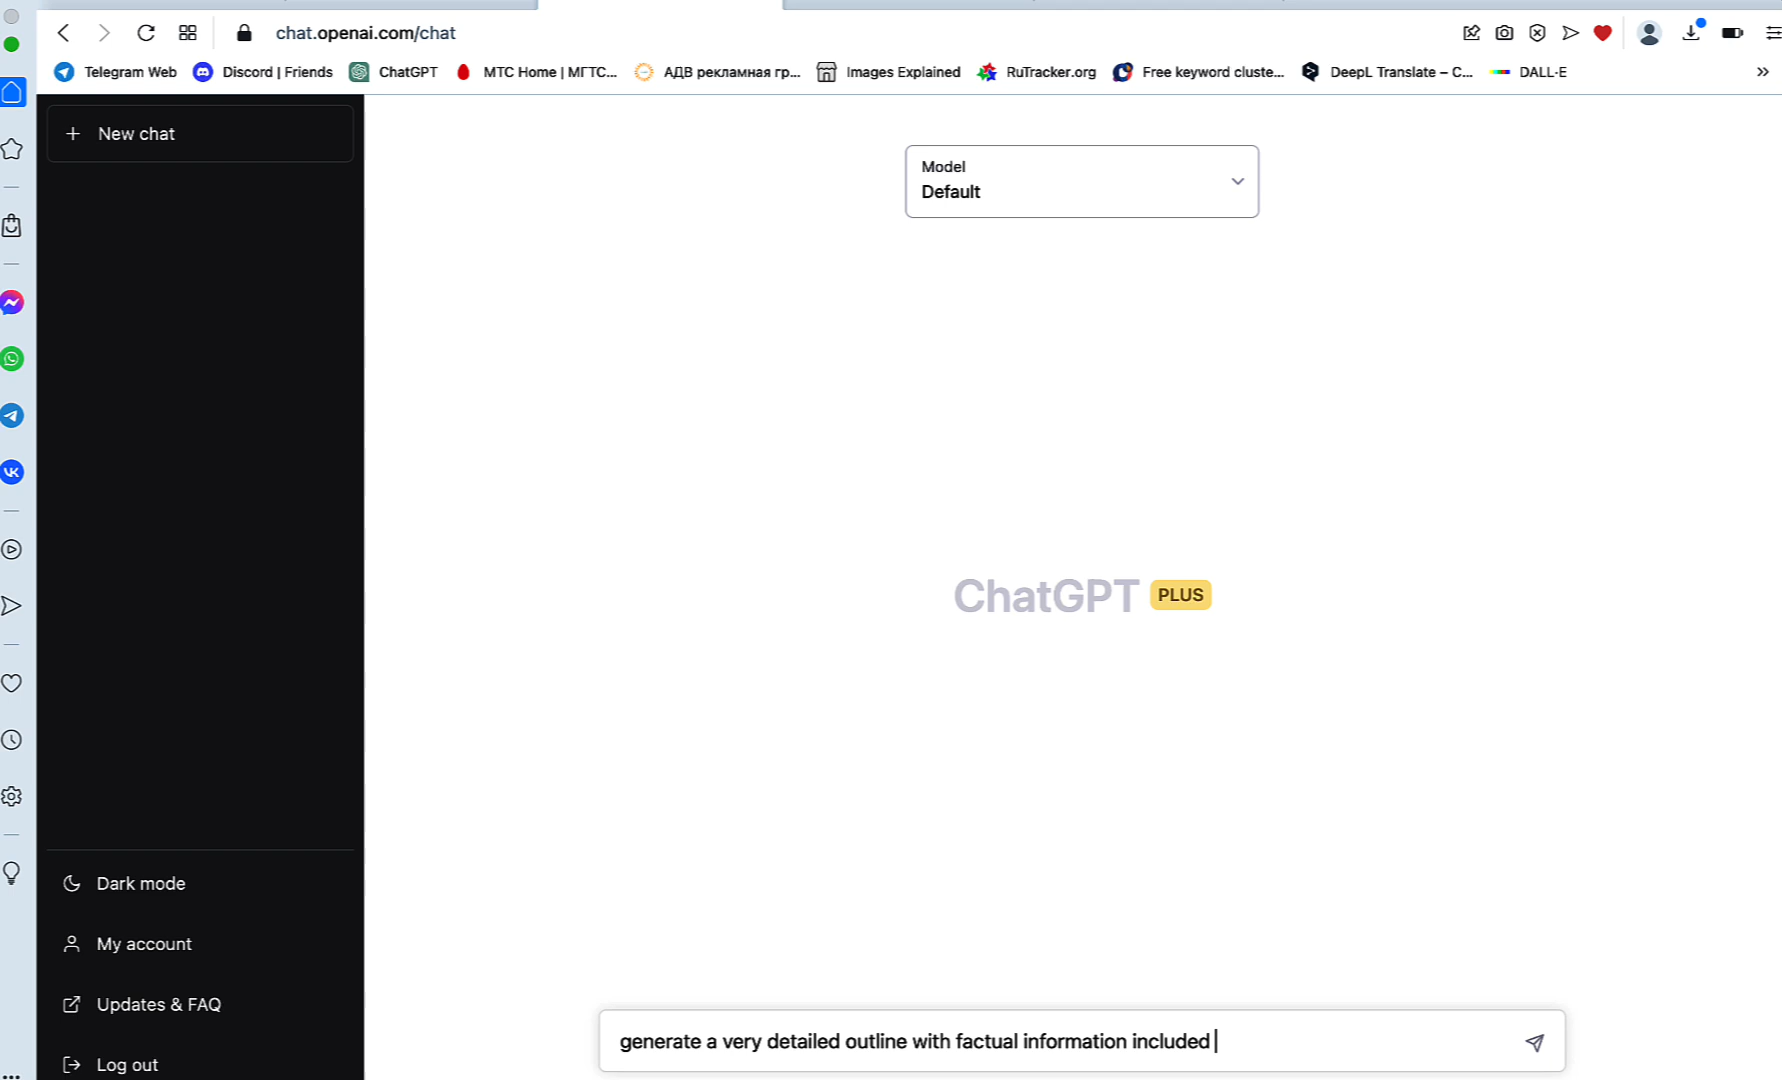 chat.openai.com/chat
Telegram Web
Discord | Friends
ChatGPT
МТС Home | МГТС...
АДВ рекламная гр...
Images Explained
RuTracker.org
Free keyword cluste...
DeepL Translate – C...
DALL·E
+ New chat
Model
Default
ChatGPT PLUS
Dark mode
My account
Updates & FAQ
Log out
generate a very detailed outline with factual information included